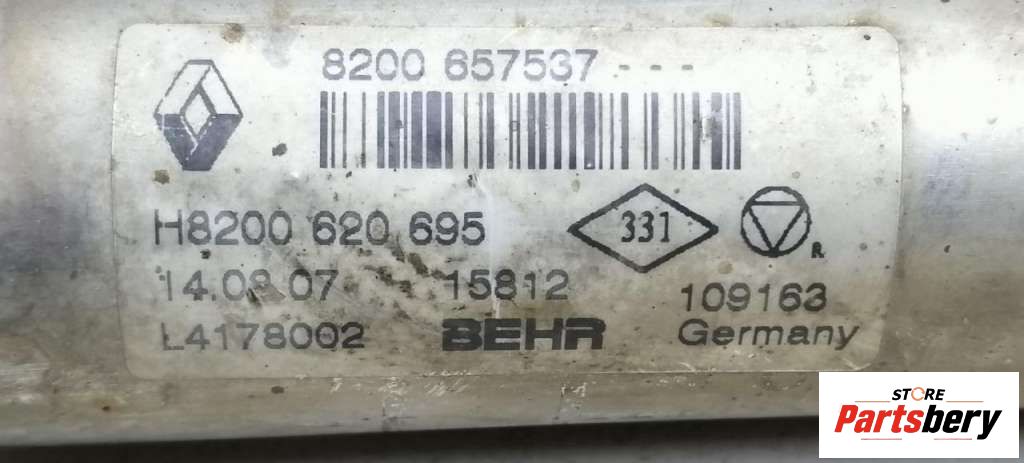 8200 657537 - - -
H8200 620 695
331
R
14.08.07 15812
109163
L4178002 BEHR Germany
STORE
Partsbery